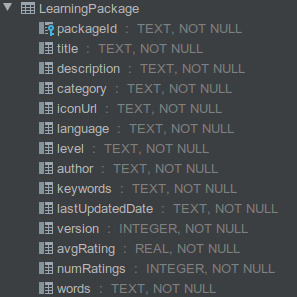 LearningPackage
packageId : TEXT, NOT NULL
title : TEXT, NOT NULL
description : TEXT, NOT NULL
category : TEXT, NOT NULL
iconUrl : TEXT, NOT NULL
language : TEXT, NOT NULL
level : TEXT, NOT NULL
author : TEXT, NOT NULL
keywords : TEXT, NOT NULL
lastUpdatedDate : TEXT, NOT NULL
version : INTEGER, NOT NULL
avgRating : REAL, NOT NULL
numRatings : INTEGER, NOT NULL
words : TEXT, NOT NULL